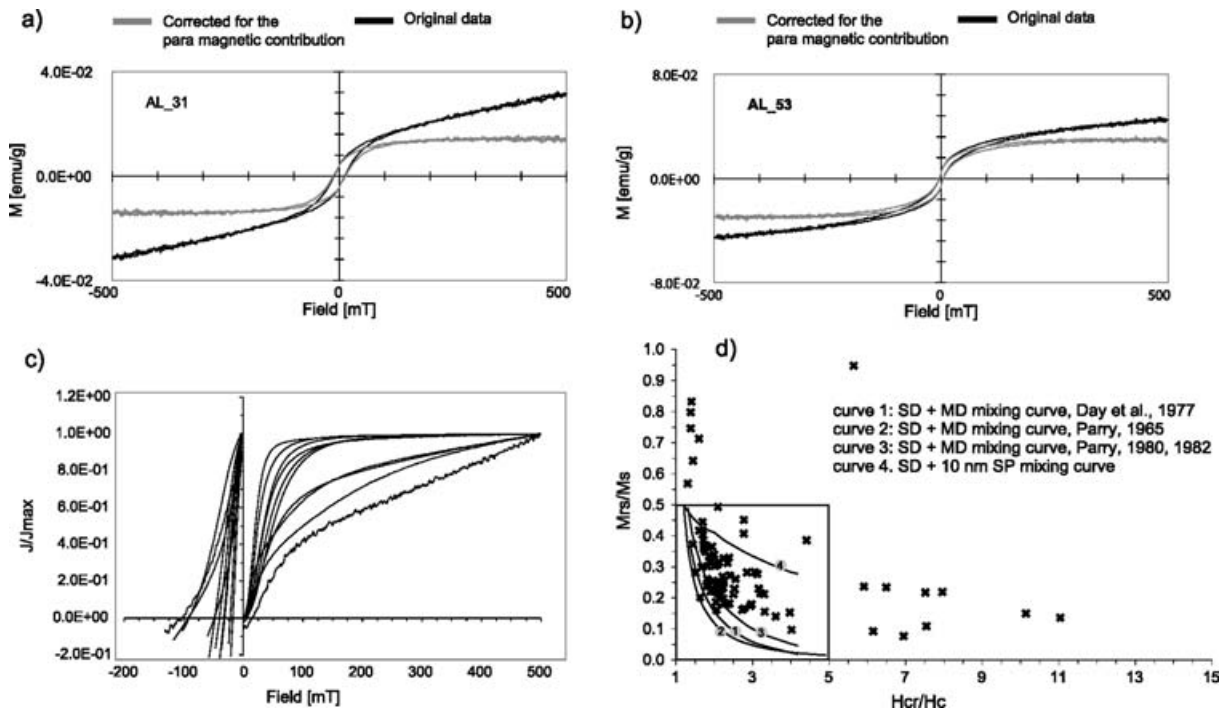 a)
Corrected for the
para magnetic contribution
Original data
4.0E-02
AL_31
M [emu/g]
0.0E+00
-4.0E-02
-500
0
500
Field [mT]
b)
Corrected for the
para magnetic contribution
Original data
8.0E-02
AL_53
M [emu/g]
0.0E+00
-8.0E-02
-500
0
500
Field [mT]
c)
1.2E+00
1.0E+00
8.0E-01
6.0E-01
4.0E-01
2.0E-01
0.0E+00
-2.0E-01
J/Jmax
-200 -100 0 100 200 300 400 500
Field [mT]
d)
1.0
0.9
0.8
0.7
0.6
0.5
0.4
0.3
0.2
0.1
0.0
Mrs/Ms
curve 1: SD + MD mixing curve, Day et al., 1977
curve 2: SD + MD mixing curve, Parry, 1965
curve 3: SD + MD mixing curve, Parry, 1980, 1982
curve 4. SD + 10 nm SP mixing curve
4
2 1 3
1 3 5 7 9 11 13 15
Hcr/Hc